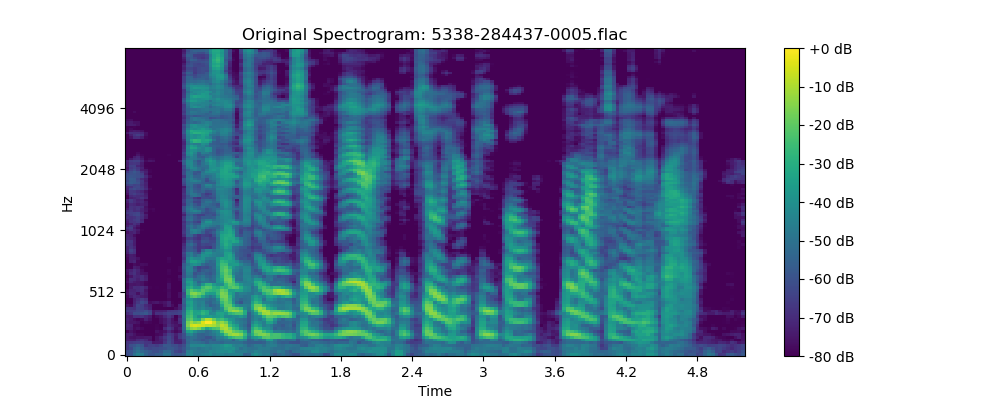 Original Spectrogram: 5338-284437-0005.flac
Hz
4096
2048
1024
512
0
0
0.6
1.2
1.8
2.4
3
3.6
4.2
4.8
Time
+0 dB
-10 dB
-20 dB
-30 dB
-40 dB
-50 dB
-60 dB
-70 dB
-80 dB